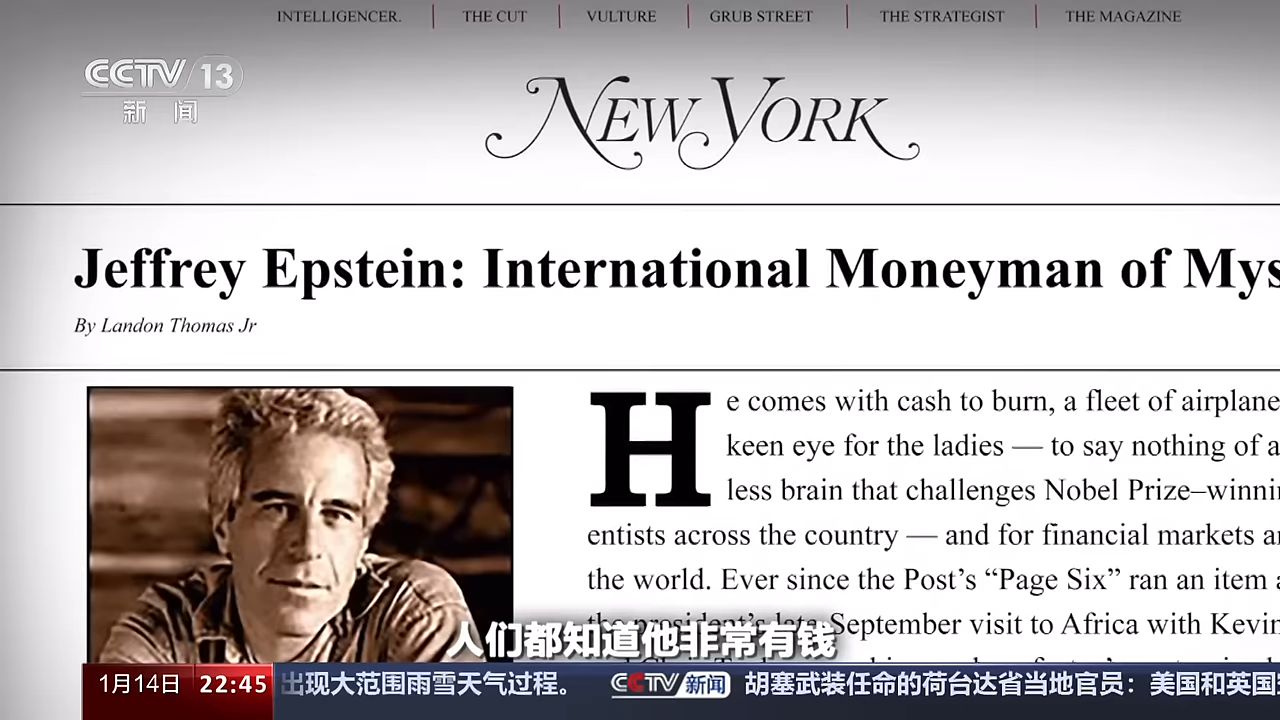 INTELLIGENCER. THE CUT VULTURE GRUB STREET THE STRATEGIST THE MAGAZINE
CCTV 13
新闻
NEW YORK
Jeffrey Epstein: International Moneyman of Mys
By Landon Thomas Jr
He comes with cash to burn, a fleet of airplane
keen eye for the ladies — to say nothing of a
less brain that challenges Nobel Prize–winni
entists across the country — and for financial markets a
the world. Ever since the Post's “Page Six” ran an item a
the president's late September visit to Africa with Kevin
人们都知道他非常有钱
1月14日 22:45 出现大范围雨雪天气过程。 CCTV新闻 胡塞武装任命的荷台达省当地官员：美国和英国